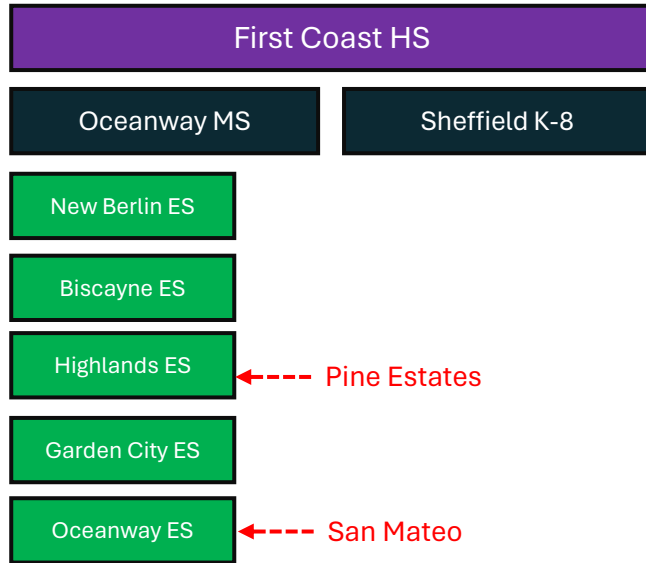 First Coast HS
Oceanway MS
Sheffield K-8
New Berlin ES
Biscayne ES
Highlands ES
Pine Estates
Garden City ES
Oceanway ES
San Mateo